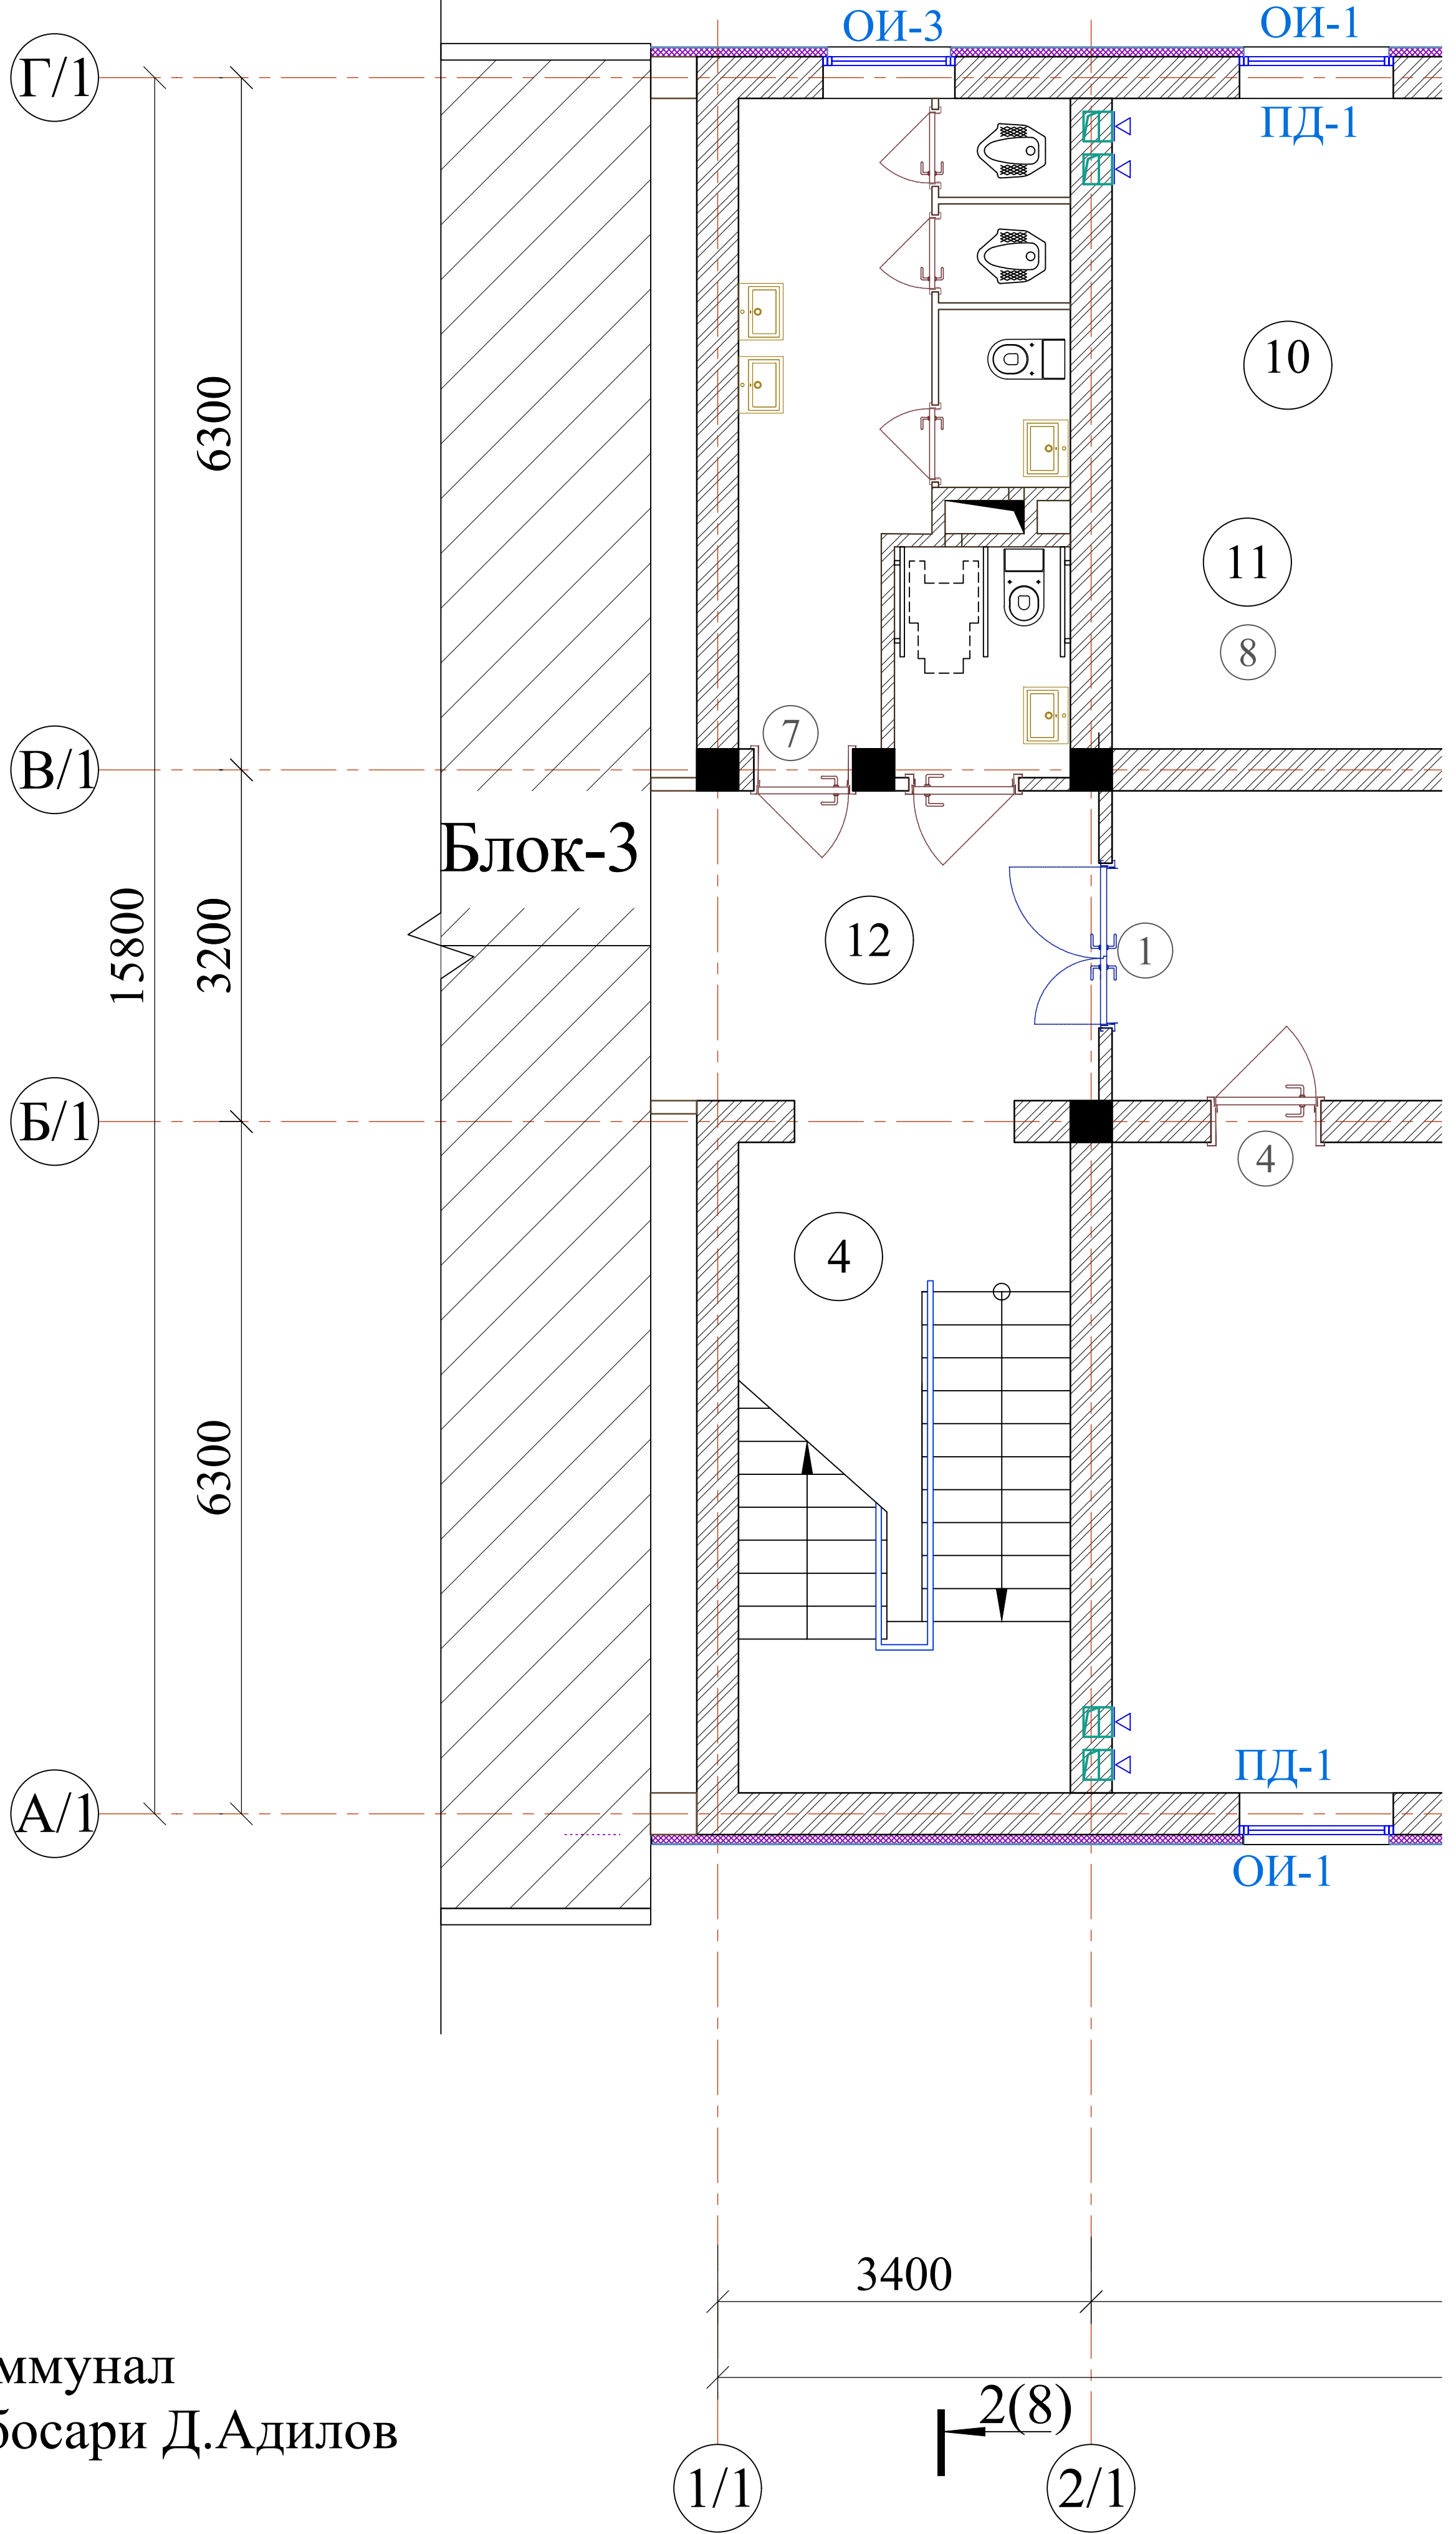 ОИ-3
ОИ-1
Г/1
ПД-1
10
6300
11
8
7
В/1
Блок-3
15800
3200
12
1
Б/1
4
4
6300
ПД-1
А/1
ОИ-1
3400
ммунал
2(8)
босари Д.Адилов
1/1
2/1